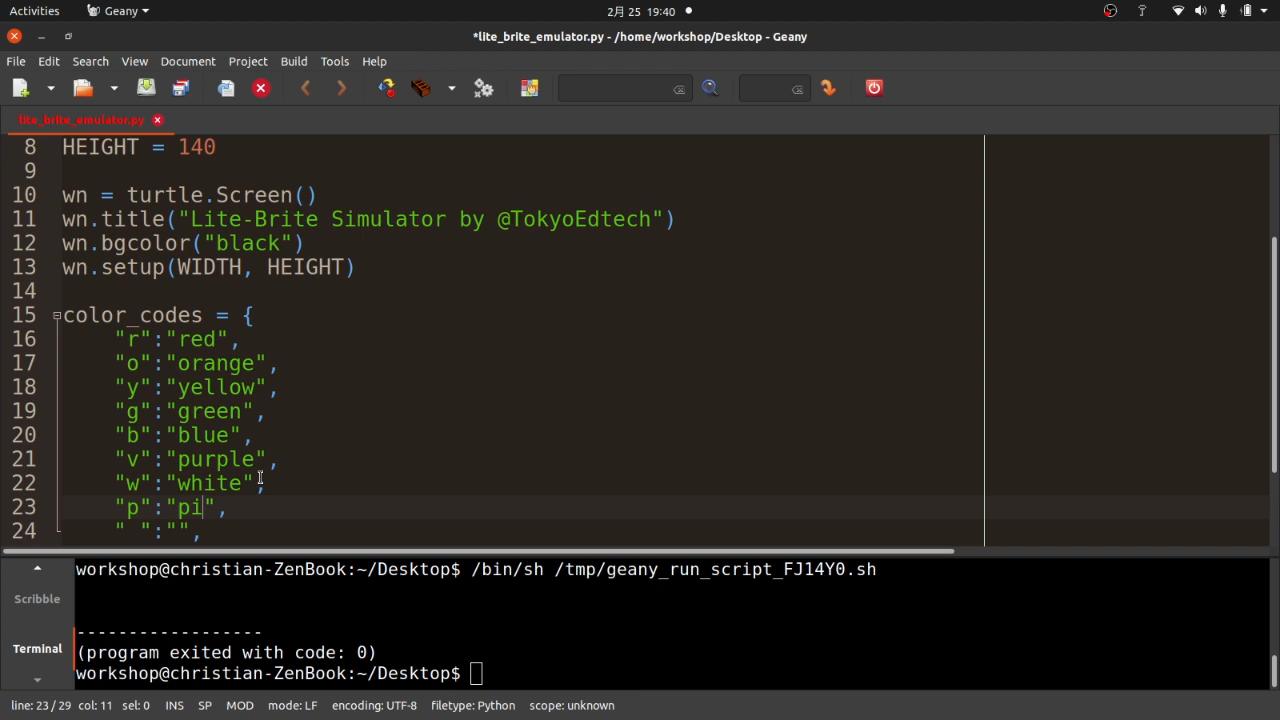 Activities Geany 2月 25 19:40
*lite_brite_emulator.py - /home/workshop/Desktop - Geany
File Edit Search View Document Project Build Tools Help
lite_brite_emulator.py
8 HEIGHT = 140
9
10 wn = turtle.Screen()
11 wn.title("Lite-Brite Simulator by @TokyoEdtech")
12 wn.bgcolor("black")
13 wn.setup(WIDTH, HEIGHT)
14
15 color_codes = {
16 "r":"red",
17 "o":"orange",
18 "y":"yellow",
19 "g":"green",
20 "b":"blue",
21 "v":"purple",
22 "w":"white",
23 "p":"pi",
24 " ":"",
workshop@christian-ZenBook:~/Desktop$ /bin/sh /tmp/geany_run_script_FJ14Y0.sh
Scribble
------------------
Terminal (program exited with code: 0)
workshop@christian-ZenBook:~/Desktop$
line: 23 / 29 col: 11 sel: 0 INS SP MOD mode: LF encoding: UTF-8 filetype: Python scope: unknown